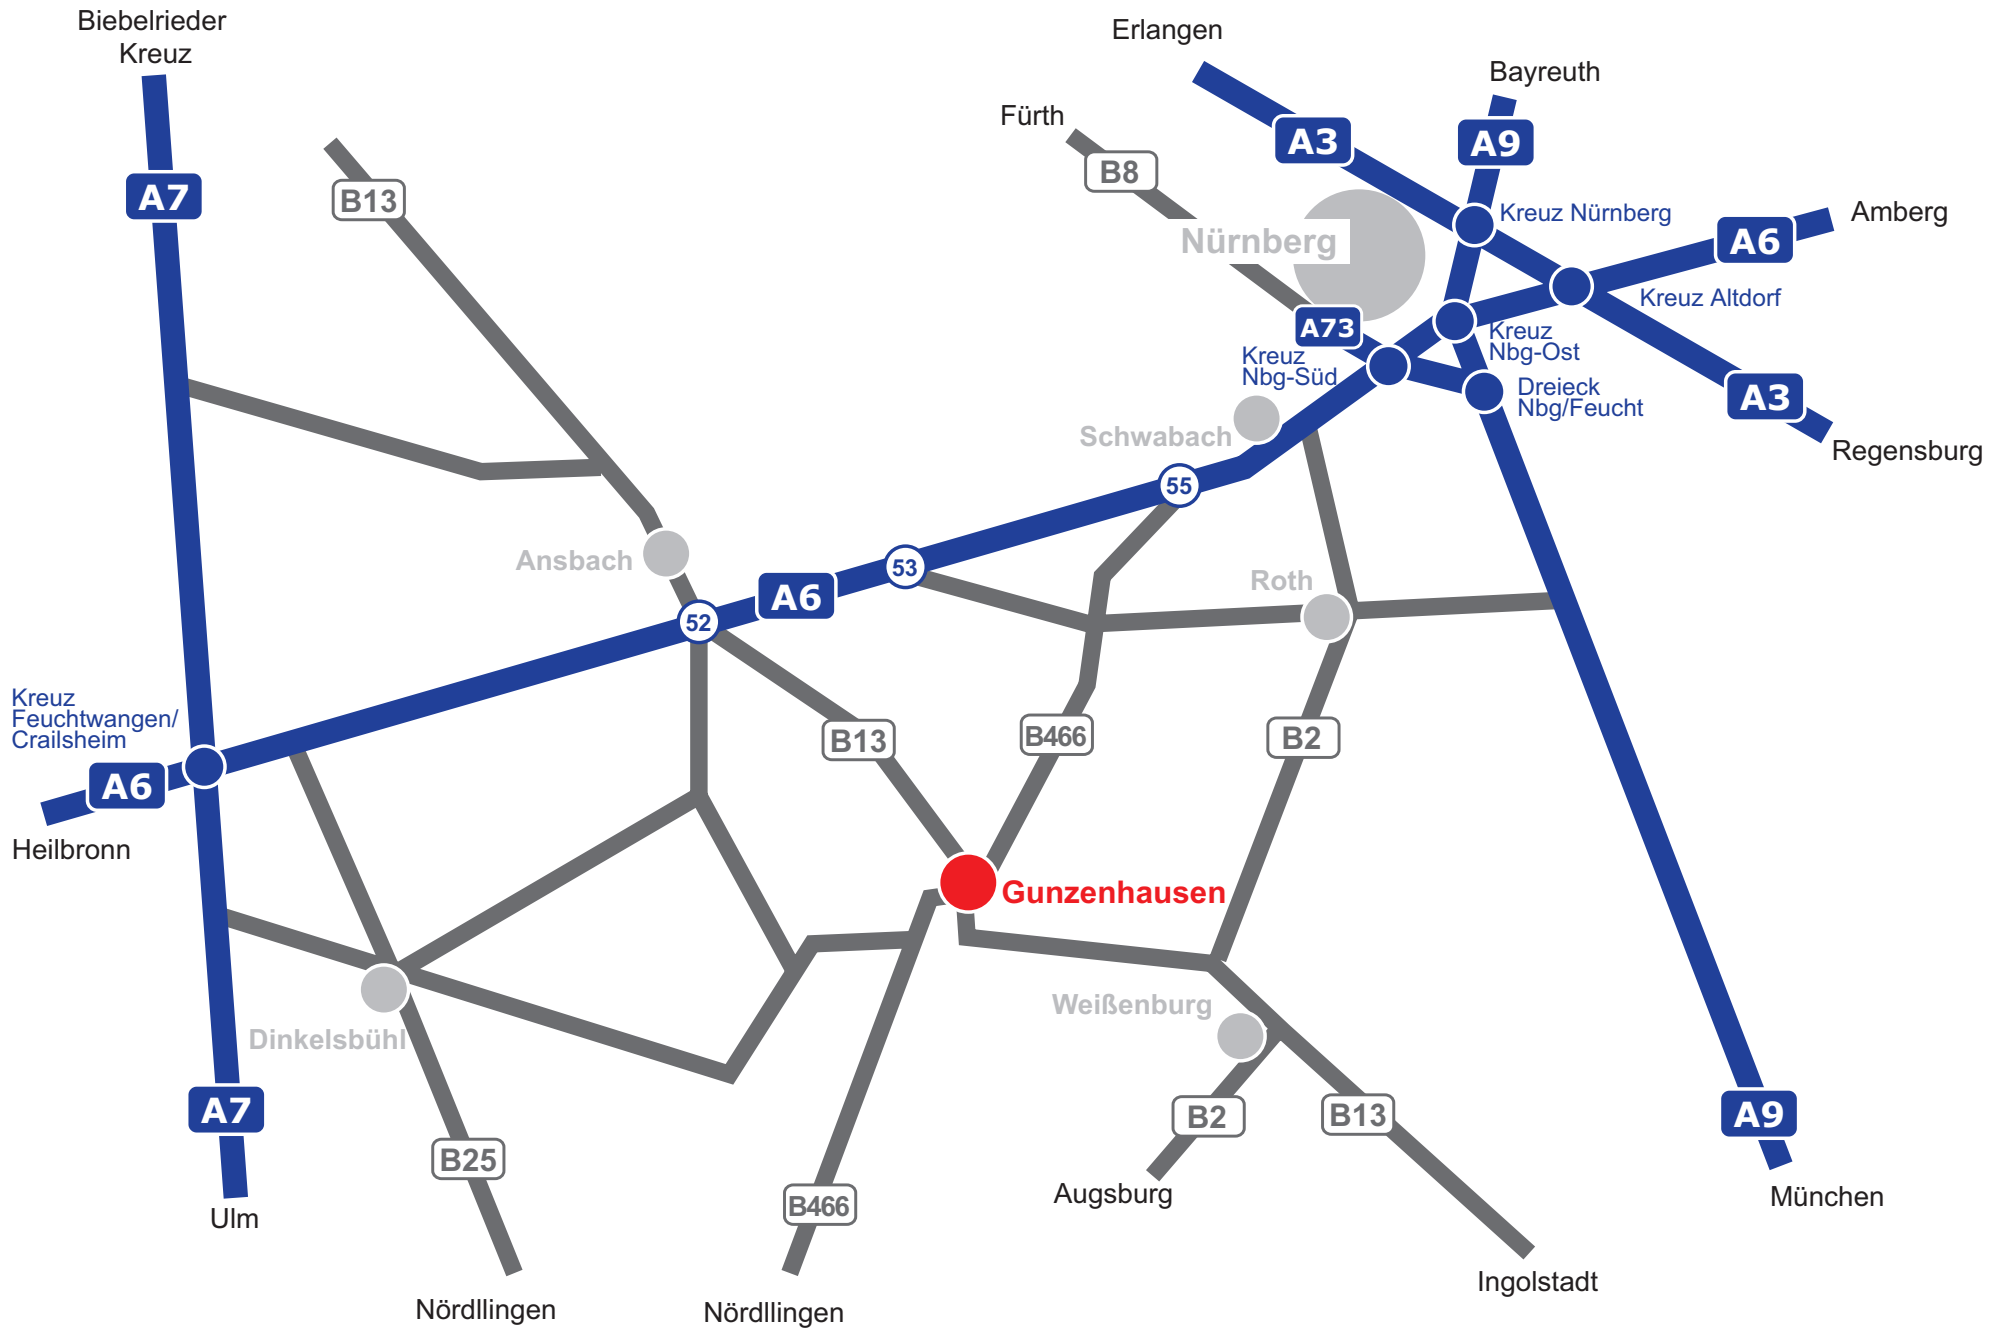 Biebelrieder
Kreuz
Erlangen
Bayreuth
Fürth
A3
A9
B8
A7
B13
Amberg
Kreuz Nürnberg
Nürnberg
A6
Kreuz Altdorf
A73
Kreuz
Nbg-Ost
Kreuz
Nbg-Süd
Dreieck
Nbg/Feucht
A3
Schwabach
Regensburg
55
Ansbach
53
Roth
A6
52
Kreuz
Feuchtwangen/
Crailsheim
B13
B466
B2
A6
Heilbronn
Gunzenhausen
Weißenburg
Dinkelsbühl
A7
B2
B13
A9
B25
Augsburg
München
B466
Ulm
Ingolstadt
Nördllingen
Nördllingen